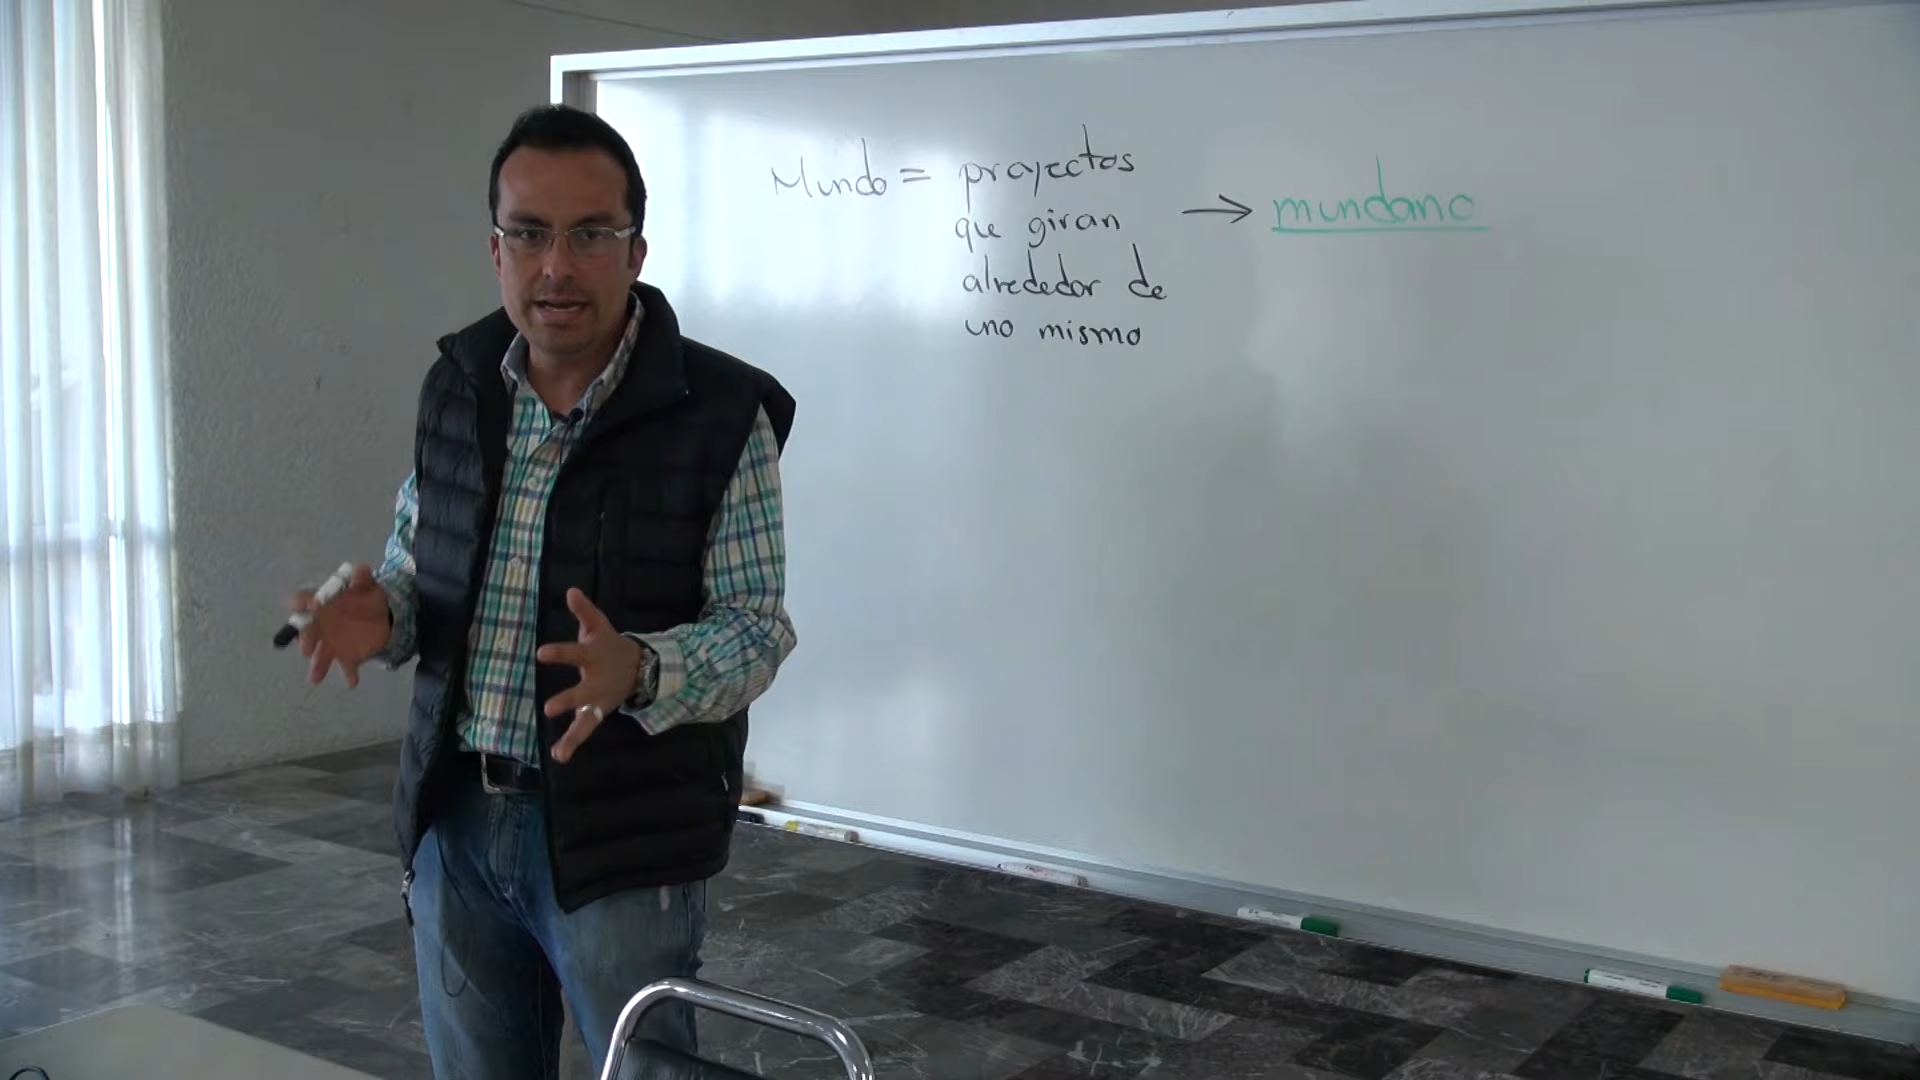 Mundo = proyectos
que giran
alrededor de
uno mismo
→ mundano